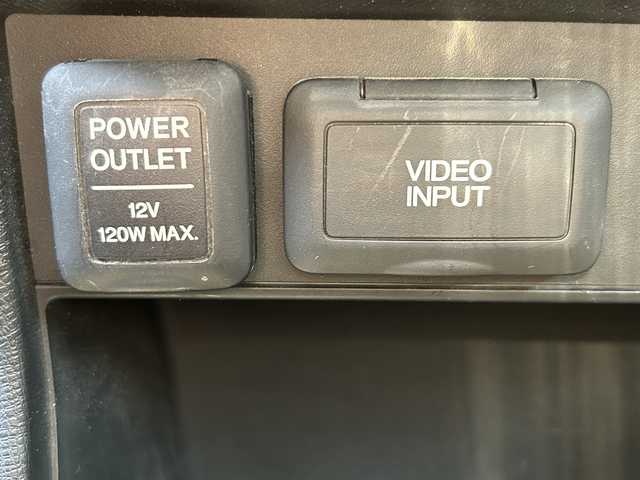 POWER
OUTLET
12V
120W MAX.
VIDEO
INPUT